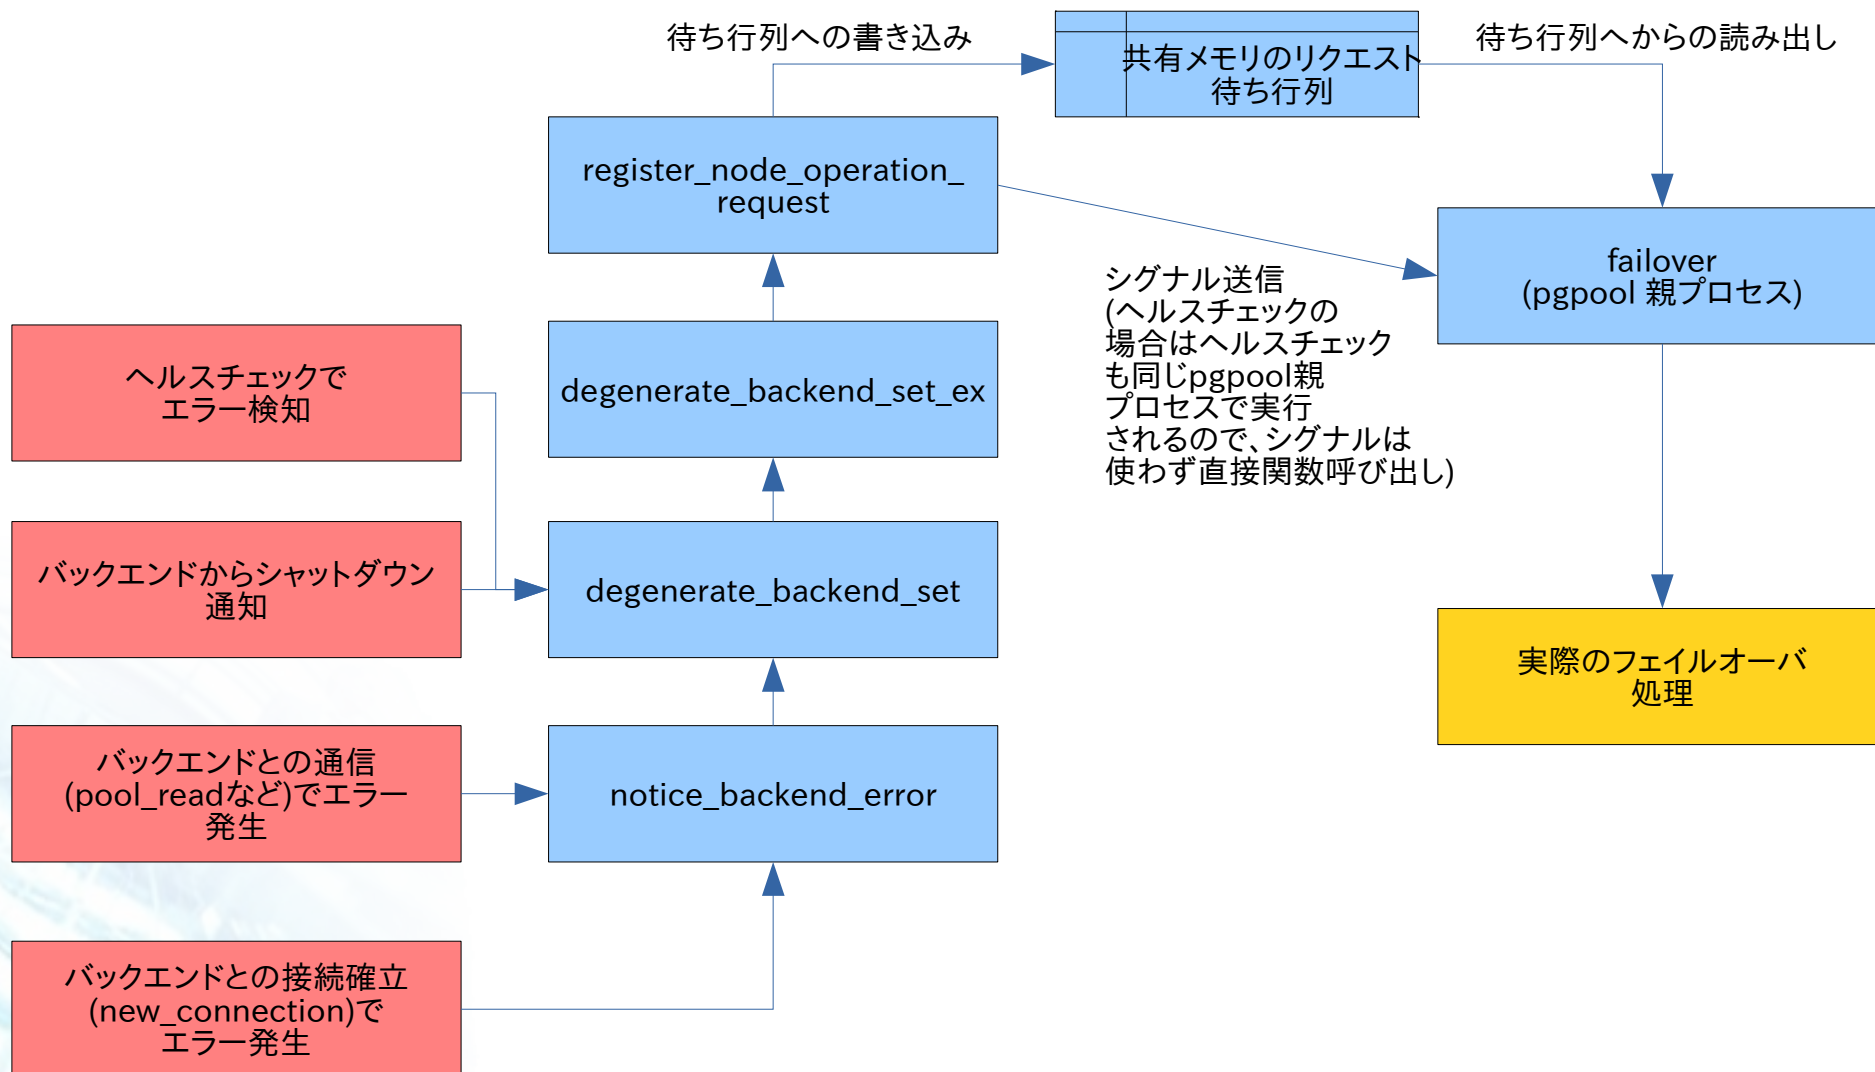 待ち行列への書き込み
共有メモリのリクエスト
待ち行列
待ち行列へからの読み出し
register_node_operation_
request
failover
(pgpool 親プロセス)
シグナル送信
(ヘルスチェックの
場合はヘルスチェック
も同じpgpool親
プロセスで実行
されるので、シグナルは
使わず直接関数呼び出し)
ヘルスチェックで
エラー検知
degenerate_backend_set_ex
バックエンドからシャットダウン
通知
degenerate_backend_set
実際のフェイルオーバ
処理
バックエンドとの通信
(pool_readなど)でエラー
発生
notice_backend_error
バックエンドとの接続確立
(new_connection)で
エラー発生